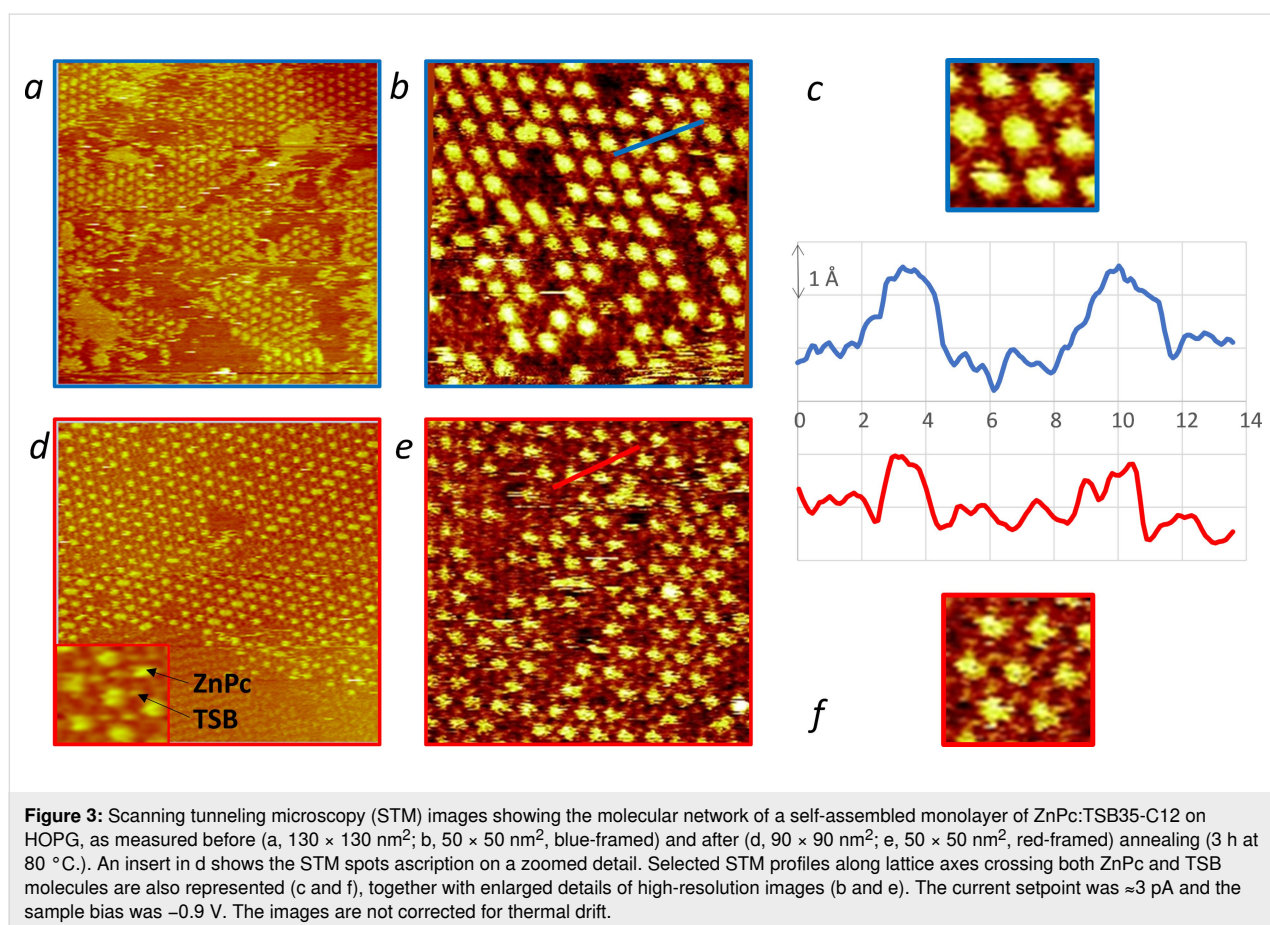 a
b
c
1 Å
0 2 4 6 8 10 12 14
d
e
ZnPc
TSB
f
Figure 3: Scanning tunneling microscopy (STM) images showing the molecular network of a self-assembled monolayer of ZnPc:TSB35-C12 on
HOPG, as measured before (a, 130 × 130 nm²; b, 50 × 50 nm², blue-framed) and after (d, 90 × 90 nm²; e, 50 × 50 nm², red-framed) annealing (3 h at
80 °C.). An insert in d shows the STM spots ascription on a zoomed detail. Selected STM profiles along lattice axes crossing both ZnPc and TSB
molecules are also represented (c and f), together with enlarged details of high-resolution images (b and e). The current setpoint was ≈3 pA and the
sample bias was −0.9 V. The images are not corrected for thermal drift.